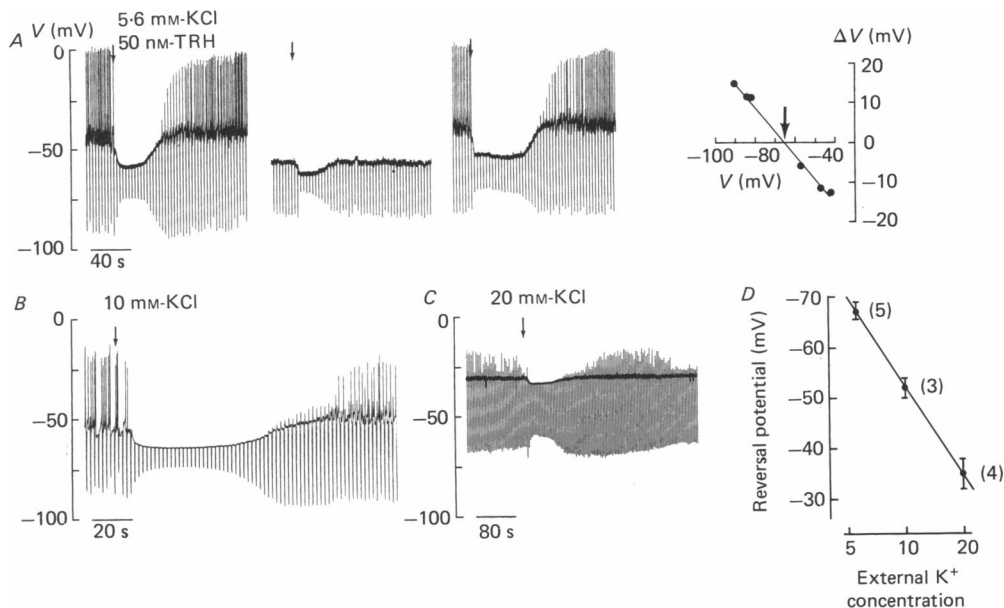 A V (mV) 5·6 mM-KCl
50 nM-TRH
0
−50
−100
40 s
ΔV (mV)
20
10
0
−10
−20
−100 −80 −60 −40
V (mV)
B 10 mM-KCl
0
−50
−100
20 s
C 20 mM-KCl
0
−50
−100
80 s
D
Reversal potential (mV)
−70
−60
−50
−40
−30
(5)
(3)
(4)
5 10 20
External K+
concentration